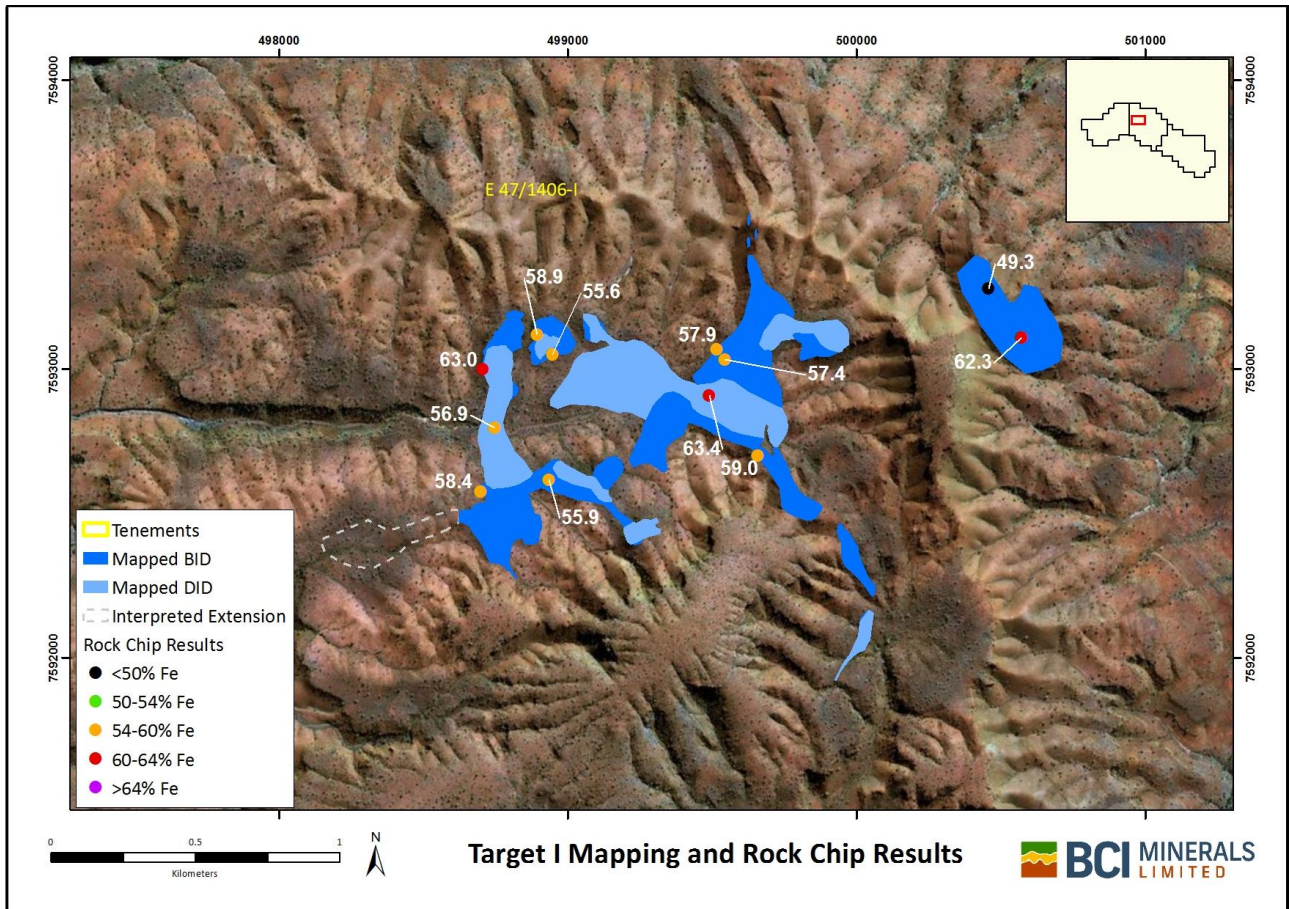 498000
499000
500000
501000
7594000
7594000
E 47/1406-I
58.9
55.6
49.3
57.9
63.0
57.4
62.3
7593000
7593000
56.9
63.4
59.0
58.4
55.9
Tenements
Mapped BID
Mapped DID
Interpreted Extension
Rock Chip Results
<50% Fe
50-54% Fe
54-60% Fe
60-64% Fe
>64% Fe
7592000
7592000
0 0.5 1
Kilometers
N
Target I Mapping and Rock Chip Results
BCI MINERALS
LIMITED